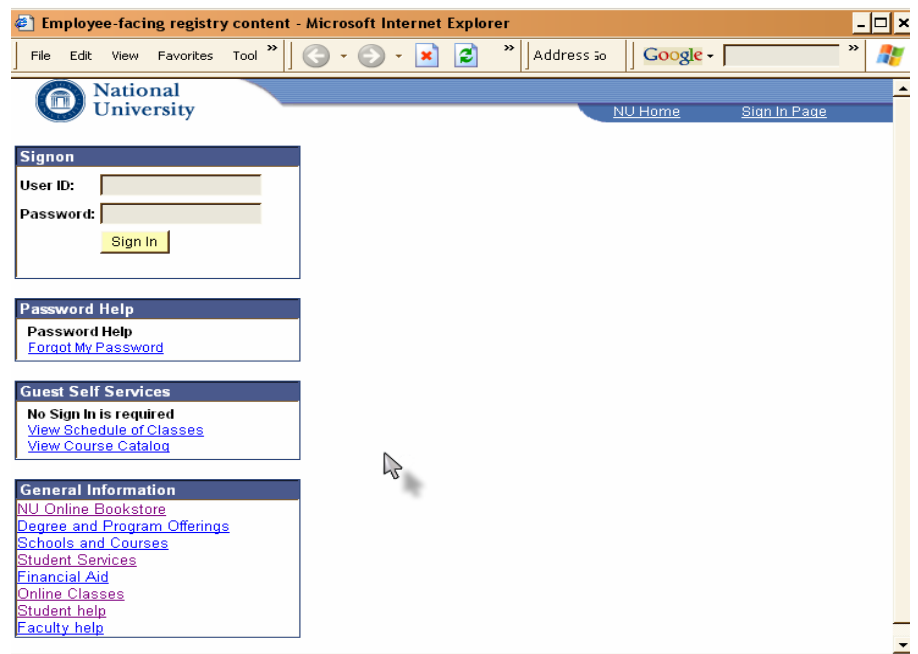 Employee-facing registry content - Microsoft Internet Explorer
File Edit View Favorites Tool » » Address Go Google »
National
University
NU Home Sign In Page
Signon
User ID:
Password:
Sign In
Password Help
Password Help
Forgot My Password
Guest Self Services
No Sign In is required
View Schedule of Classes
View Course Catalog
General Information
NU Online Bookstore
Degree and Program Offerings
Schools and Courses
Student Services
Financial Aid
Online Classes
Student help
Faculty help